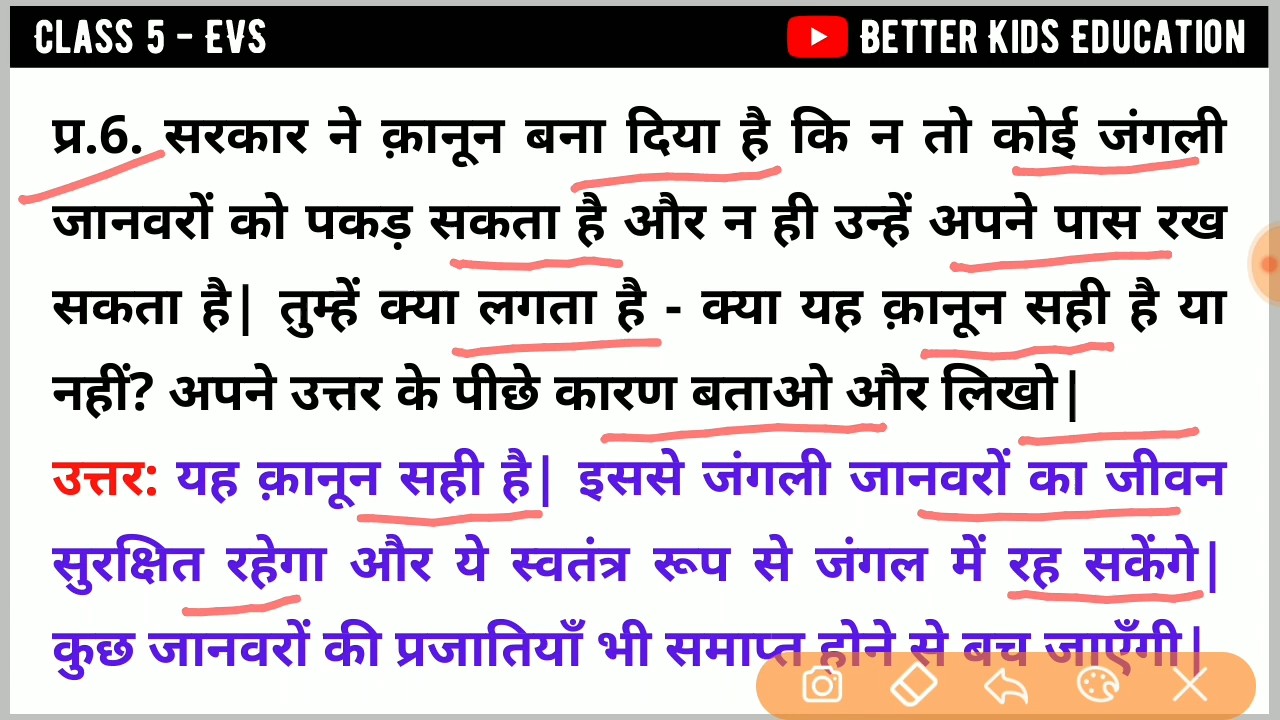 CLASS 5 - EVS
BETTER KIDS EDUCATION
प्र.6. सरकार ने क़ानून बना दिया है कि न तो कोई जंगली
जानवरों को पकड़ सकता है और न ही उन्हें अपने पास रख
सकता है| तुम्हें क्या लगता है - क्या यह क़ानून सही है या
नहीं? अपने उत्तर के पीछे कारण बताओ और लिखो|
उत्तर: यह क़ानून सही है| इससे जंगली जानवरों का जीवन
सुरक्षित रहेगा और ये स्वतंत्र रूप से जंगल में रह सकेंगे|
कुछ जानवरों की प्रजातियाँ भी समाप्त होने से बच जाएँगी|